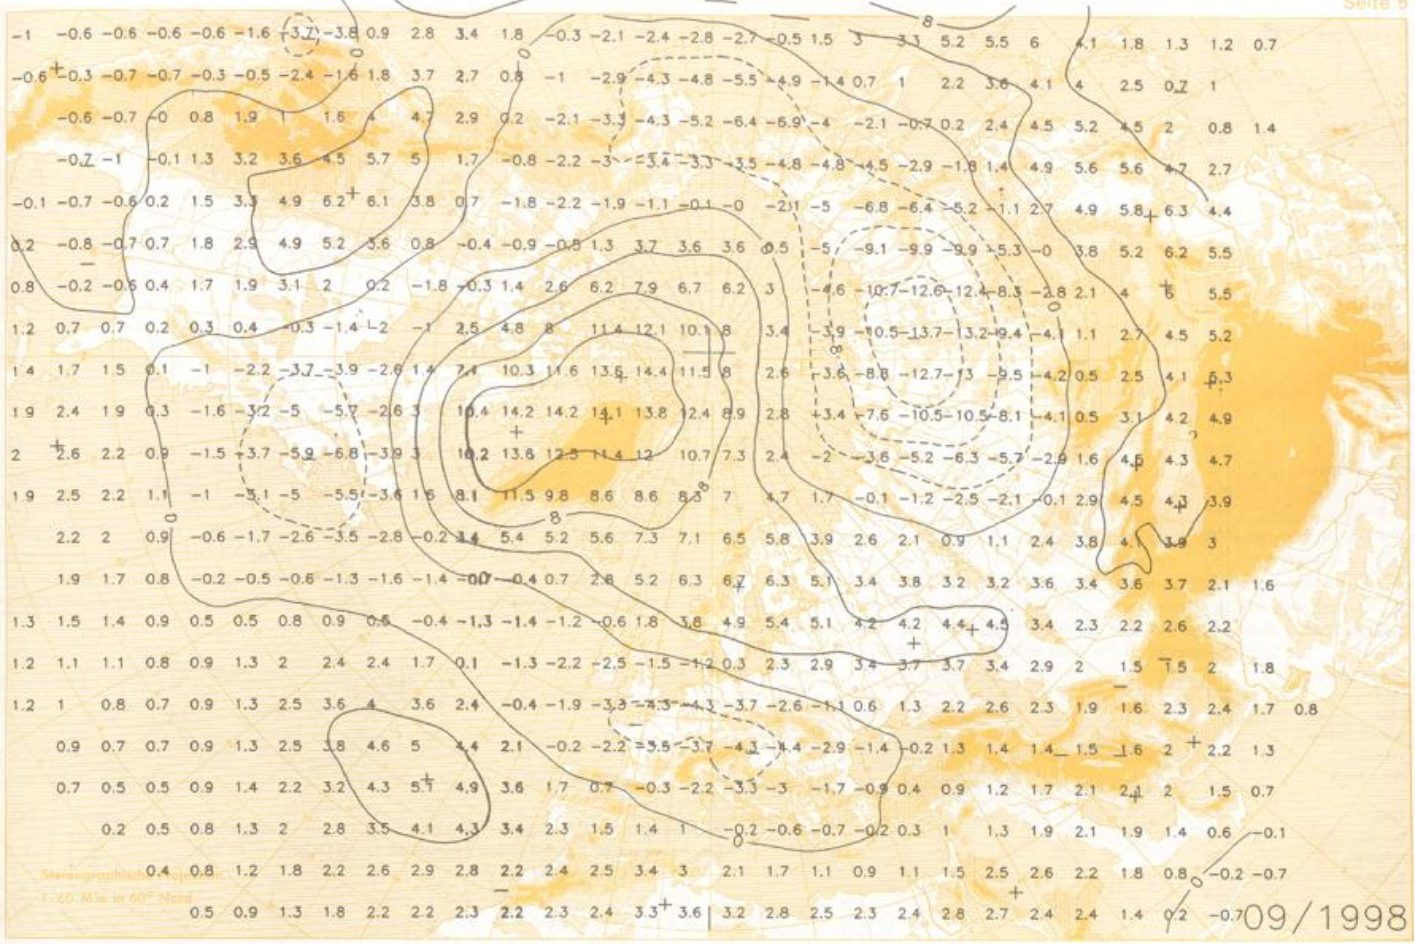 Seite 5
-1 -0.6 -0.6 -0.6 -0.6 -1.6 -3.7 -3.8 0.9 2.8 3.4 1.8 -0.3 -2.1 -2.4 -2.8 -2.7 -0.5 1.5 3 3.3 5.2 5.5 6 4.1 1.8 1.3 1.2 0.7
-0.6 -0.3 -0.7 -0.7 -0.3 -0.5 -2.4 -1.6 1.8 3.7 2.7 0.8 -1 -2.9 -4.3 -4.8 -5.5 -4.9 -1.4 0.7 1 2.2 3.6 4.1 4 2.5 0.7 1
-0.6 -0.7 -0 0.8 1.9 1 1.6 4 4.7 2.9 0.2 -2.1 -3.3 -4.3 -5.2 -6.4 -6.9 -4 -2.1 -0.7 0.2 2.4 4.5 5.2 4.5 2 0.8 1.4
-0.7 -1 -0.1 1.3 3.2 3.6 4.5 5.7 5 1.7 -0.8 -2.2 -3 -3.4 -3.3 -3.5 -4.8 -4.8 -4.5 -2.9 -1.8 1.4 4.9 5.6 5.6 4.7 2.7
-0.1 -0.7 -0.6 0.2 1.5 3.3 4.9 6.2 6.1 3.8 0.7 -1.8 -2.2 -1.9 -1.1 -0.1 -0 -2.1 -5 -6.8 -6.4 -5.2 -1.1 2.7 4.9 5.8 6.3 4.4
0.2 -0.8 -0.7 0.7 1.8 2.9 4.9 5.2 3.6 0.8 -0.4 -0.9 -0.5 1.3 3.7 3.6 3.6 0.5 -5 -9.1 -9.9 -9.9 -5.3 -0 3.8 5.2 6.2 5.5
0.8 -0.2 -0.6 0.4 1.7 1.9 3.1 2 0.2 -1.8 -0.3 1.4 2.6 6.2 7.9 6.7 6.2 3 -4.6 -10.7 -12.6 -12.4 -8.3 -2.8 2.1 4 6 5.5
1.2 0.7 0.7 0.2 0.3 0.4 -0.3 -1.4 -2 -1 2.5 4.8 8 11.4 12.1 10.1 8 3.4 -3.9 -10.5 -13.7 -13.2 -9.4 -4.1 1.1 2.7 4.5 5.2
1.4 1.7 1.5 0.1 -1 -2.2 -3.7 -3.9 -2.6 1.4 7.4 10.3 11.6 13.6 14.4 11.5 8 2.6 -3.6 -8.8 -12.7 -13 -9.5 -4.2 0.5 2.5 4.1 5.3
1.9 2.4 1.9 0.3 -1.6 -3.2 -5 -5.7 -2.6 3 10.4 14.2 14.2 14.1 13.8 12.4 8.9 2.8 -3.4 -7.6 -10.5 -10.5 -8.1 -4.1 0.5 3.1 4.2 4.9
2 2.6 2.2 0.9 -1.5 -3.7 -5.9 -6.8 -3.9 3 10.2 13.6 12.5 11.4 12 10.7 7.3 2.4 -2 -3.6 -5.2 -6.3 -5.7 -2.9 1.6 4.5 4.3 4.7
1.9 2.5 2.2 1.1 -1 -3.1 -5 -5.5 -3.6 1.6 8.1 11.5 9.8 8.6 8.6 8.3 7 4.7 1.7 -0.1 -1.2 -2.5 -2.1 -0.1 2.9 4.5 4.3 3.9
2.2 2 0.9 -0.6 -1.7 -2.6 -3.5 -2.8 -0.2 3.4 5.4 5.2 5.6 7.3 7.1 6.5 5.8 3.9 2.6 2.1 0.9 1.1 2.4 3.8 4.1 3.9 3
1.9 1.7 0.8 -0.2 -0.5 -0.6 -1.3 -1.6 -1.4 -0.4 0.7 2.8 5.2 6.3 6.7 6.3 5.1 3.4 3.8 3.2 3.2 3.6 3.4 3.6 3.7 2.1 1.6
1.3 1.5 1.4 0.9 0.5 0.5 0.8 0.9 0.5 -0.4 -1.3 -1.4 -1.2 -0.6 1.8 3.8 4.9 5.4 5.1 4.2 4.2 4.4 4.5 3.4 2.3 2.2 2.6 2.2
1.2 1.1 1.1 0.8 0.9 1.3 2 2.4 2.4 1.7 0.1 -1.3 -2.2 -2.5 -1.5 -1.2 0.3 2.3 2.9 3.4 3.7 3.7 3.4 2.9 2 1.5 1.5 2 1.8
1.2 1 0.8 0.7 0.9 1.3 2.5 3.6 4 3.6 2.4 -0.4 -1.9 -3.3 -4.3 -4.3 -3.7 -2.6 -1.1 0.6 1.3 2.2 2.6 2.3 1.9 1.6 2.3 2.4 1.7 0.8
0.9 0.7 0.7 0.9 1.3 2.5 3.8 4.6 5 4.4 2.1 -0.2 -2.2 -3.5 -3.7 -4.3 -4.4 -2.9 -1.4 -0.2 1.3 1.4 1.4 1.5 1.6 2 2.2 1.3
0.7 0.5 0.5 0.9 1.4 2.2 3.2 4.3 5.1 4.9 3.6 1.7 0.7 -0.3 -2.2 -3.3 -3 -1.7 -0.9 0.4 0.9 1.2 1.7 2.1 2.1 2 1.5 0.7
0.2 0.5 0.8 1.3 2 2.8 3.5 4.1 4.3 3.4 2.3 1.5 1.4 1 -0.2 -0.6 -0.7 -0.2 0.3 1 1.3 1.9 2.1 1.9 1.4 0.6 -0.1
0.4 0.8 1.2 1.8 2.2 2.6 2.9 2.8 2.2 2.4 2.5 3.4 3 2.1 1.7 1.1 0.9 1.1 1.5 2.5 2.6 2.2 1.8 0.8 -0.2 -0.7
Stereographische
1:60 Mio in 60° Nord
0.5 0.9 1.3 1.8 2.2 2.2 2.3 2.2 2.3 2.4 3.3 3.6 3.2 2.8 2.5 2.3 2.4 2.8 2.7 2.4 2.4 1.4 0.2 -0.7
09/1998